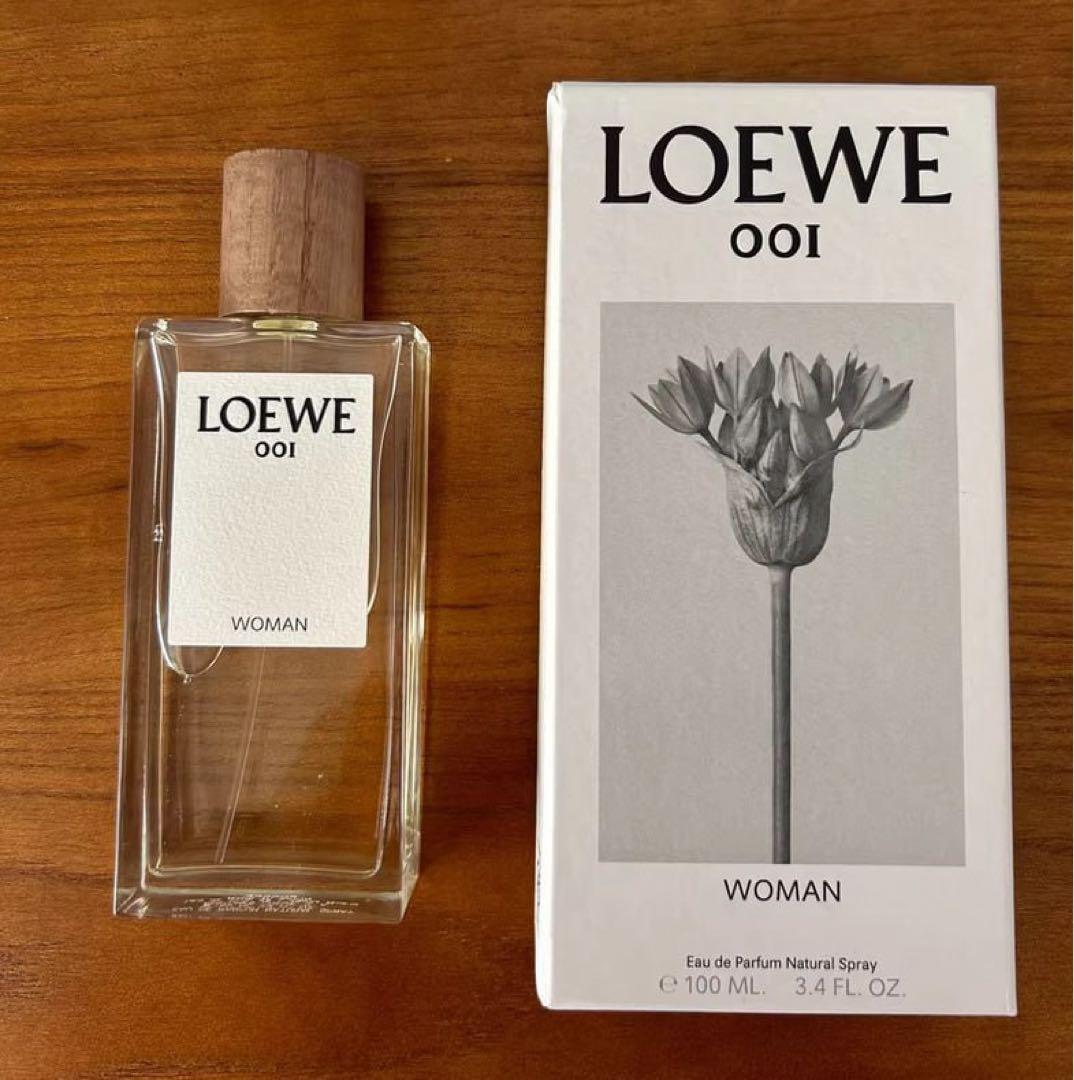 LOEWE
001
WOMAN
LOEWE
001
WOMAN
Eau de Parfum Natural Spray
℮ 100 ML. 3.4 FL. OZ.